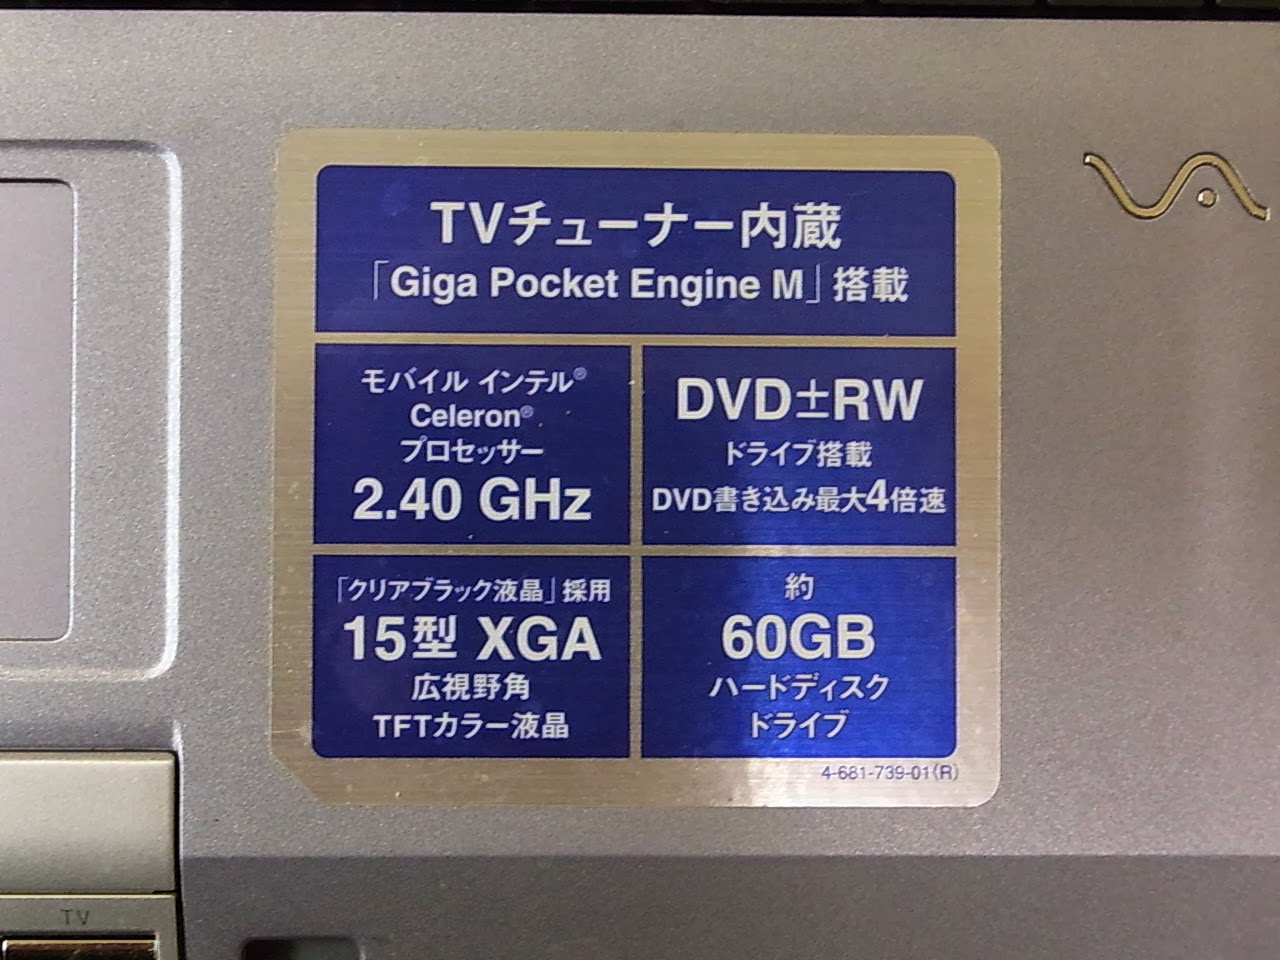 TVチューナー内蔵
「Giga Pocket Engine M」搭載
モバイル インテル®
Celeron®
プロセッサー
2.40 GHz
DVD±RW
ドライブ搭載
DVD書き込み最大4倍速
「クリアブラック液晶」採用
15型 XGA
広視野角
TFTカラー液晶
約
60GB
ハードディスク
ドライブ
4-681-739-01(R)
VA
TV